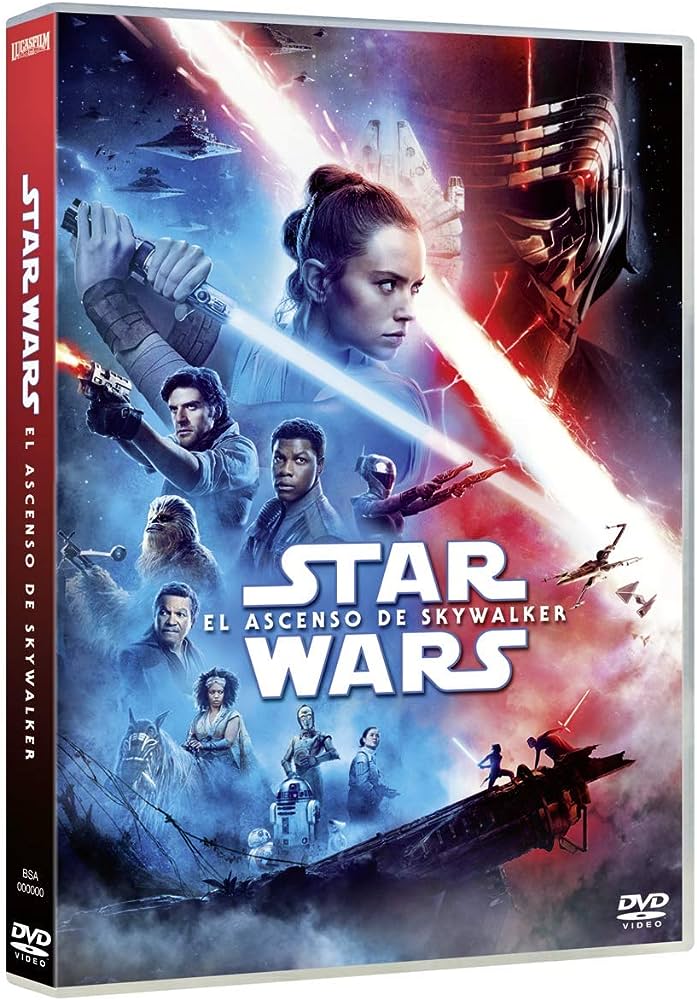 LUCASFILM
STAR WARS EL ASCENSO DE SKYWALKER
BSA
000000
DVD
VIDEO
STAR
EL ASCENSO DE SKYWALKER
WARS
DVD
VIDEO